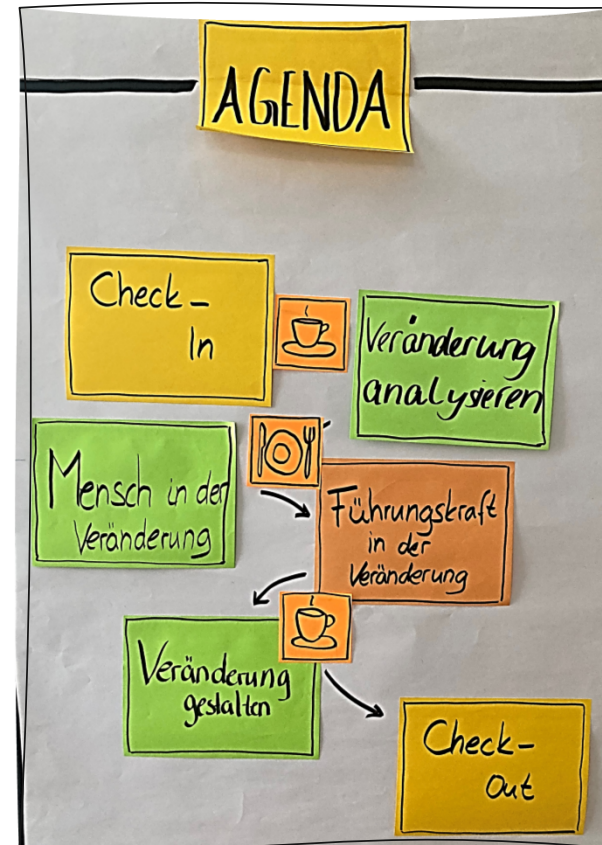 AGENDA
Check-
In
Veränderung
analysieren
Mensch in der
Veränderung
Führungskraft
in der
Veränderung
Veränderung
gestalten
Check-
Out